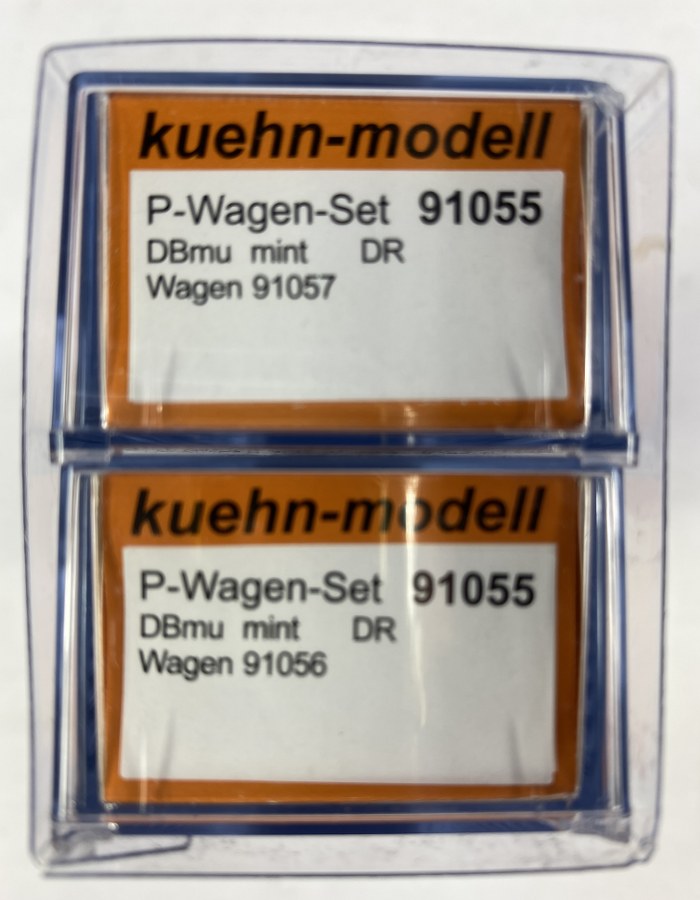 kuehn-modell
P-Wagen-Set 91055
DBmu mint DR
Wagen 91057
kuehn-modell
P-Wagen-Set 91055
DBmu mint DR
Wagen 91056